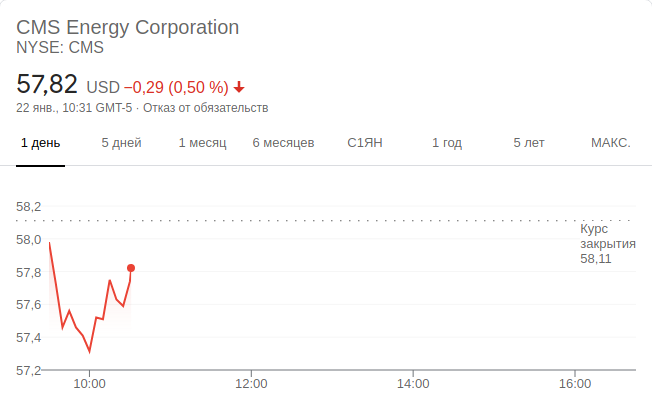 CMS Energy Corporation
NYSE: CMS
57,82 USD −0,29 (0,50 %)
22 янв., 10:31 GMT-5 · Отказ от обязательств
1 день 5 дней 1 месяц 6 месяцев С1ЯН 1 год 5 лет МАКС.
58,2
Курс
58,0 закрытия
58,11
57,8
57,6
57,4
57,2
10:00 12:00 14:00 16:00